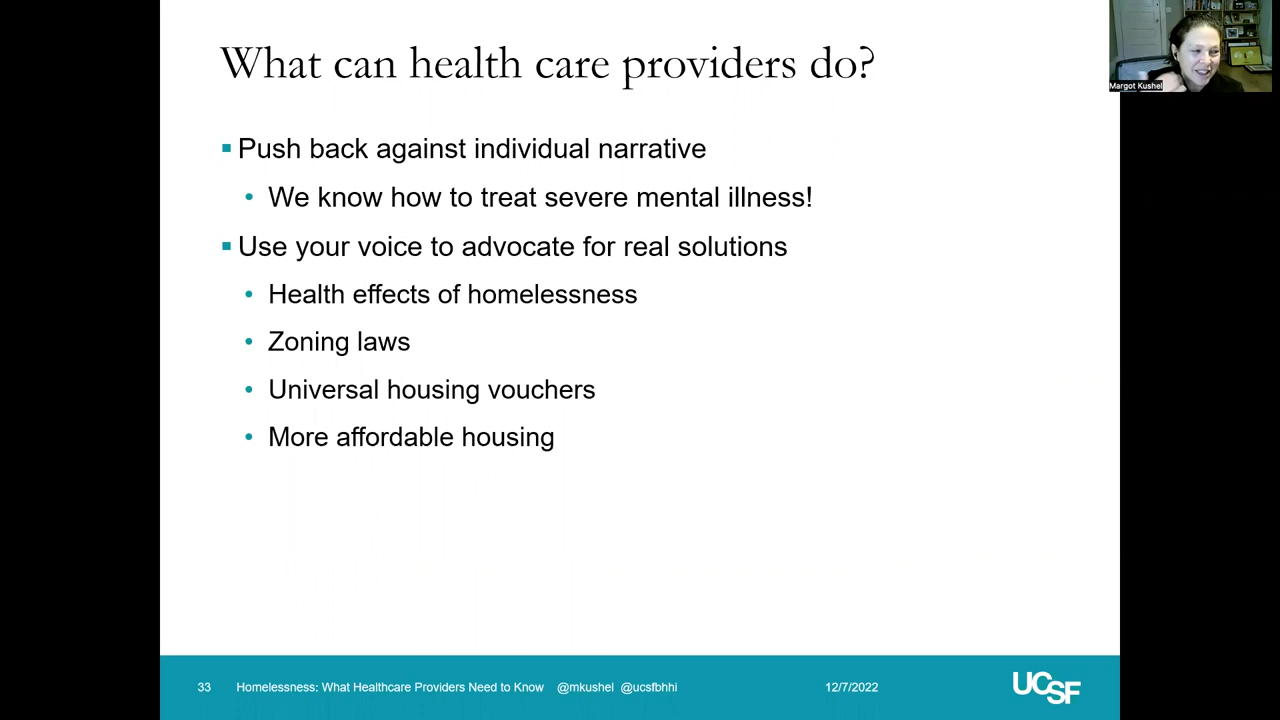 What can health care providers do?
Margot Kushel
Push back against individual narrative
We know how to treat severe mental illness!
Use your voice to advocate for real solutions
Health effects of homelessness
Zoning laws
Universal housing vouchers
More affordable housing
33 Homelessness: What Healthcare Providers Need to Know @mkushel @ucsfbhhi 12/7/2022 UCSF